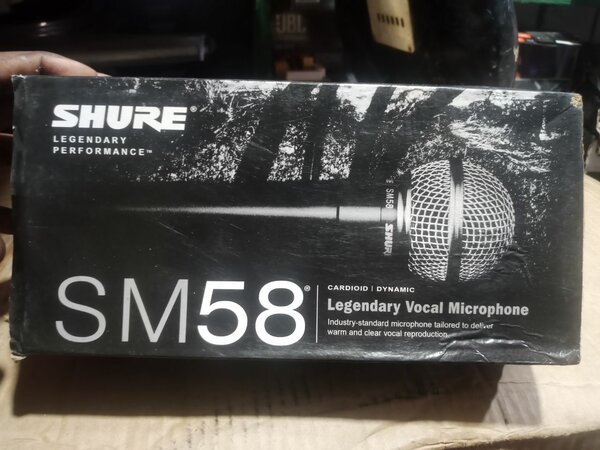 JBL
SHURE®
LEGENDARY
PERFORMANCE™
SM58
SHURE
SM58®
CARDIOID | DYNAMIC
Legendary Vocal Microphone
Industry-standard microphone tailored to deliver
warm and clear vocal reproduction.